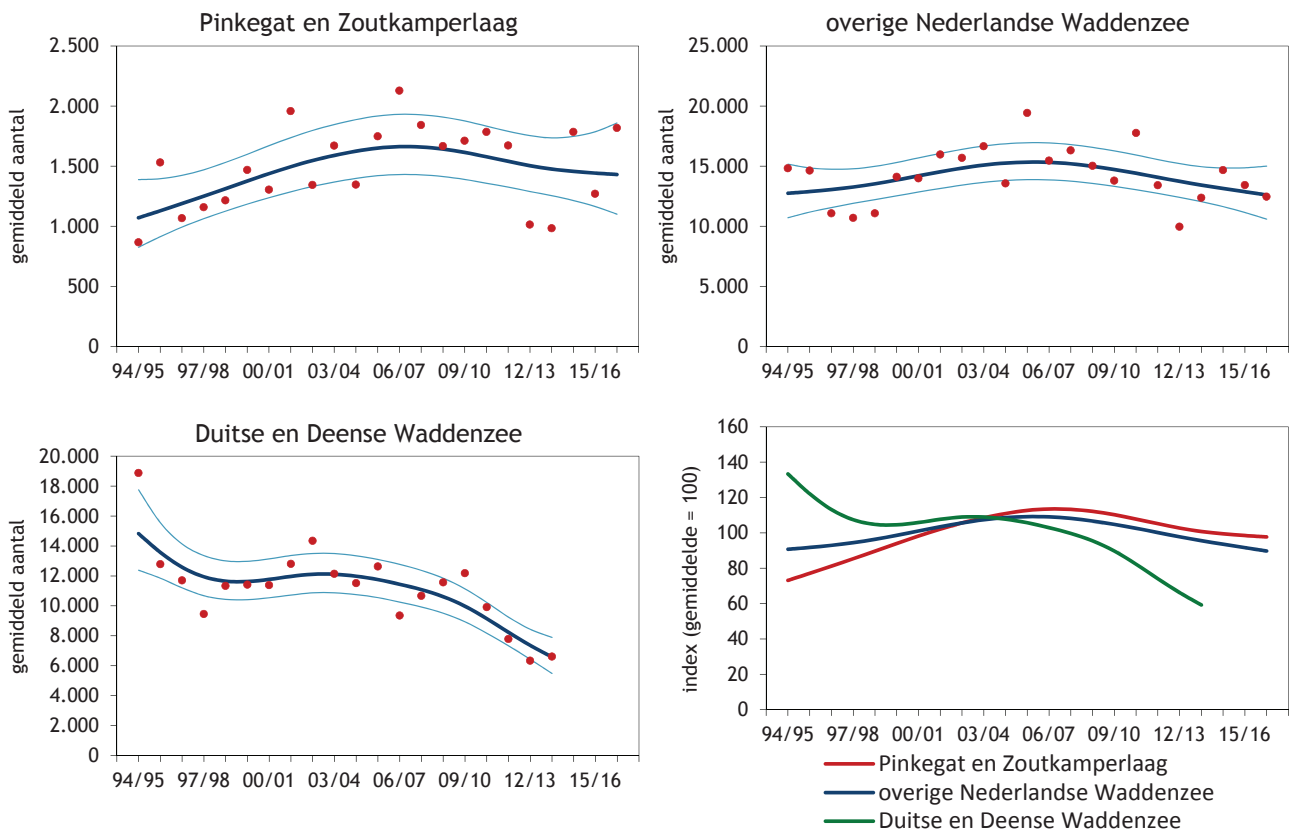 Pinkegat en Zoutkamperlaag
gemiddeld aantal
2.500
2.000
1.500
1.000
500
0
94/95 97/98 00/01 03/04 06/07 09/10 12/13 15/16
overige Nederlandse Waddenzee
gemiddeld aantal
25.000
20.000
15.000
10.000
5.000
0
94/95 97/98 00/01 03/04 06/07 09/10 12/13 15/16
Duitse en Deense Waddenzee
gemiddeld aantal
20.000
18.000
16.000
14.000
12.000
10.000
8.000
6.000
4.000
2.000
0
94/95 97/98 00/01 03/04 06/07 09/10 12/13 15/16
index (gemiddelde = 100)
160
140
120
100
80
60
40
20
0
94/95 97/98 00/01 03/04 06/07 09/10 12/13 15/16
Pinkegat en Zoutkamperlaag
overige Nederlandse Waddenzee
Duitse en Deense Waddenzee